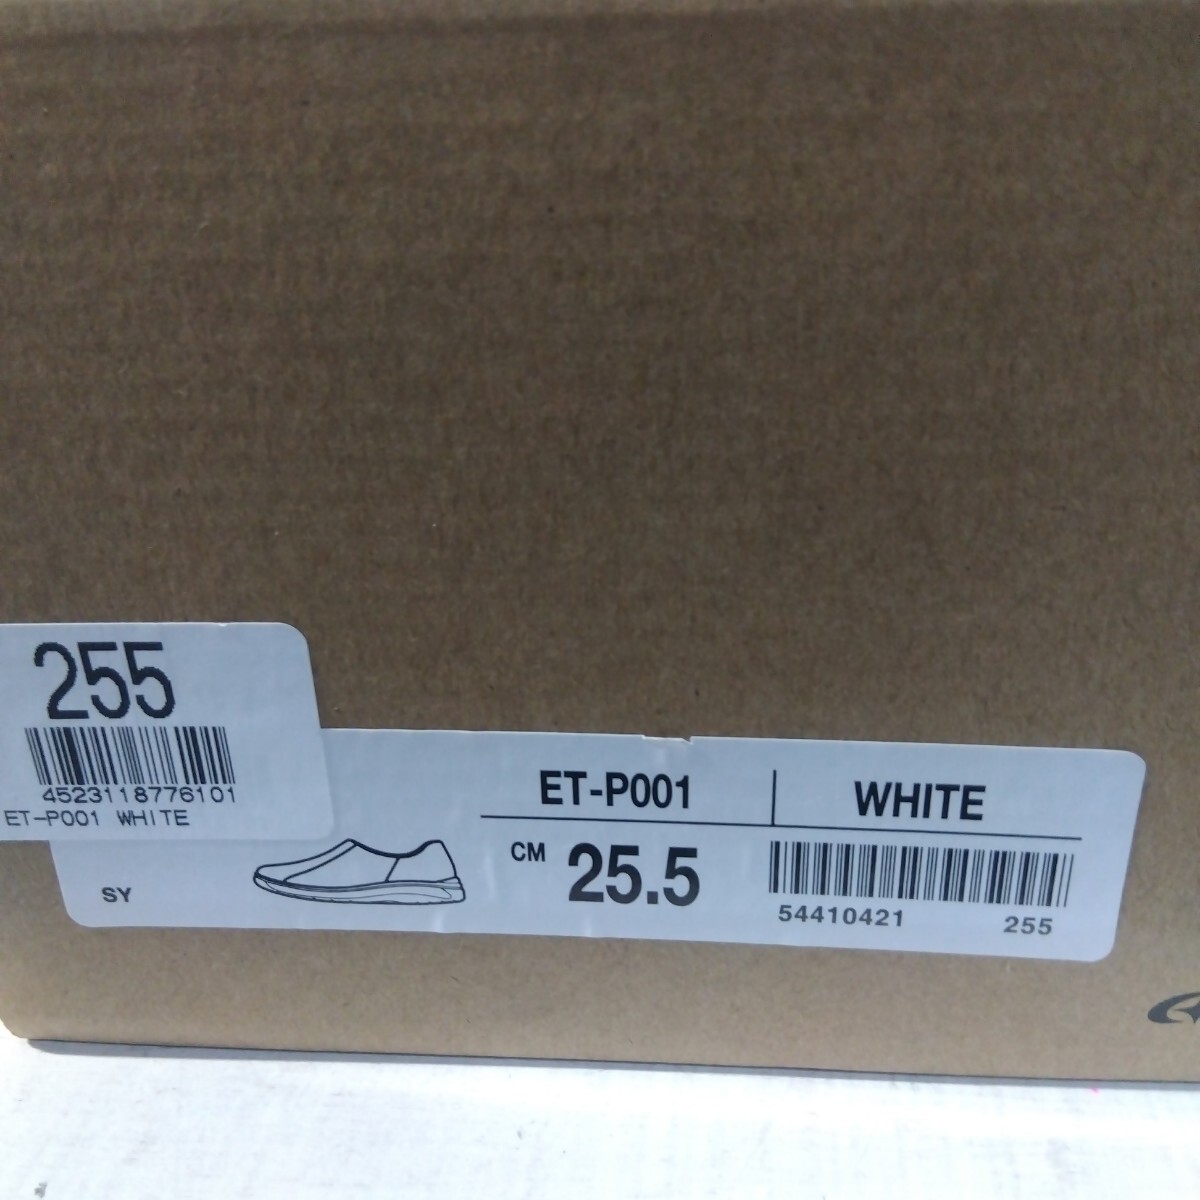 255
4523118776101
ET-P001 WHITE
SY
ET-P001
WHITE
CM 25.5
54410421 255